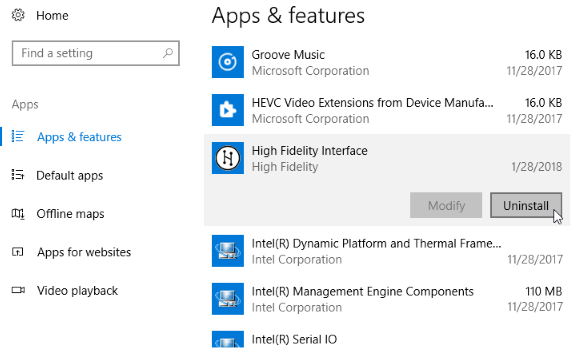 Home
Find a setting
Apps
Apps & features
Default apps
Offline maps
Apps for websites
Video playback
Apps & features
Groove Music 16.0 KB
Microsoft Corporation 11/28/2017
HEVC Video Extensions from Device Manufa... 16.0 KB
Microsoft Corporation 11/28/2017
High Fidelity Interface
High Fidelity 1/28/2018
Modify Uninstall
Intel(R) Dynamic Platform and Thermal Frame...
Intel Corporation 11/28/2017
Intel(R) Management Engine Components 110 MB
Intel Corporation 11/28/2017
Intel(R) Serial IO